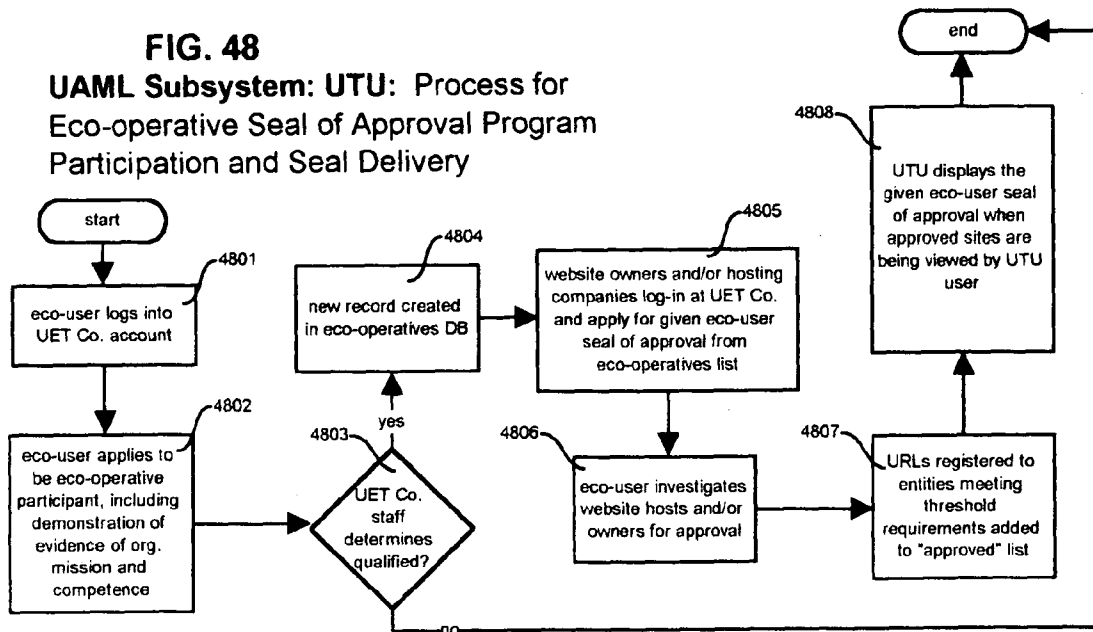 FIG. 48
UAML Subsystem: UTU: Process for
Eco-operative Seal of Approval Program
Participation and Seal Delivery
start
4801
eco-user logs into
UET Co. account
4802
eco-user applies to
be eco-operative
participant, including
demonstration of
evidence of org.
mission and
competence
4803
UET Co.
staff
determines
qualified?
yes
no
4804
new record created
in eco-operatives DB
4805
website owners and/or hosting
companies log-in at UET Co.
and apply for given eco-user
seal of approval from
eco-operatives list
4806
eco-user investigates
website hosts and/or
owners for approval
4807
URLs registered to
entities meeting
threshold
requirements added
to "approved" list
4808
UTU displays the
given eco-user seal
of approval when
approved sites are
being viewed by UTU
user
end